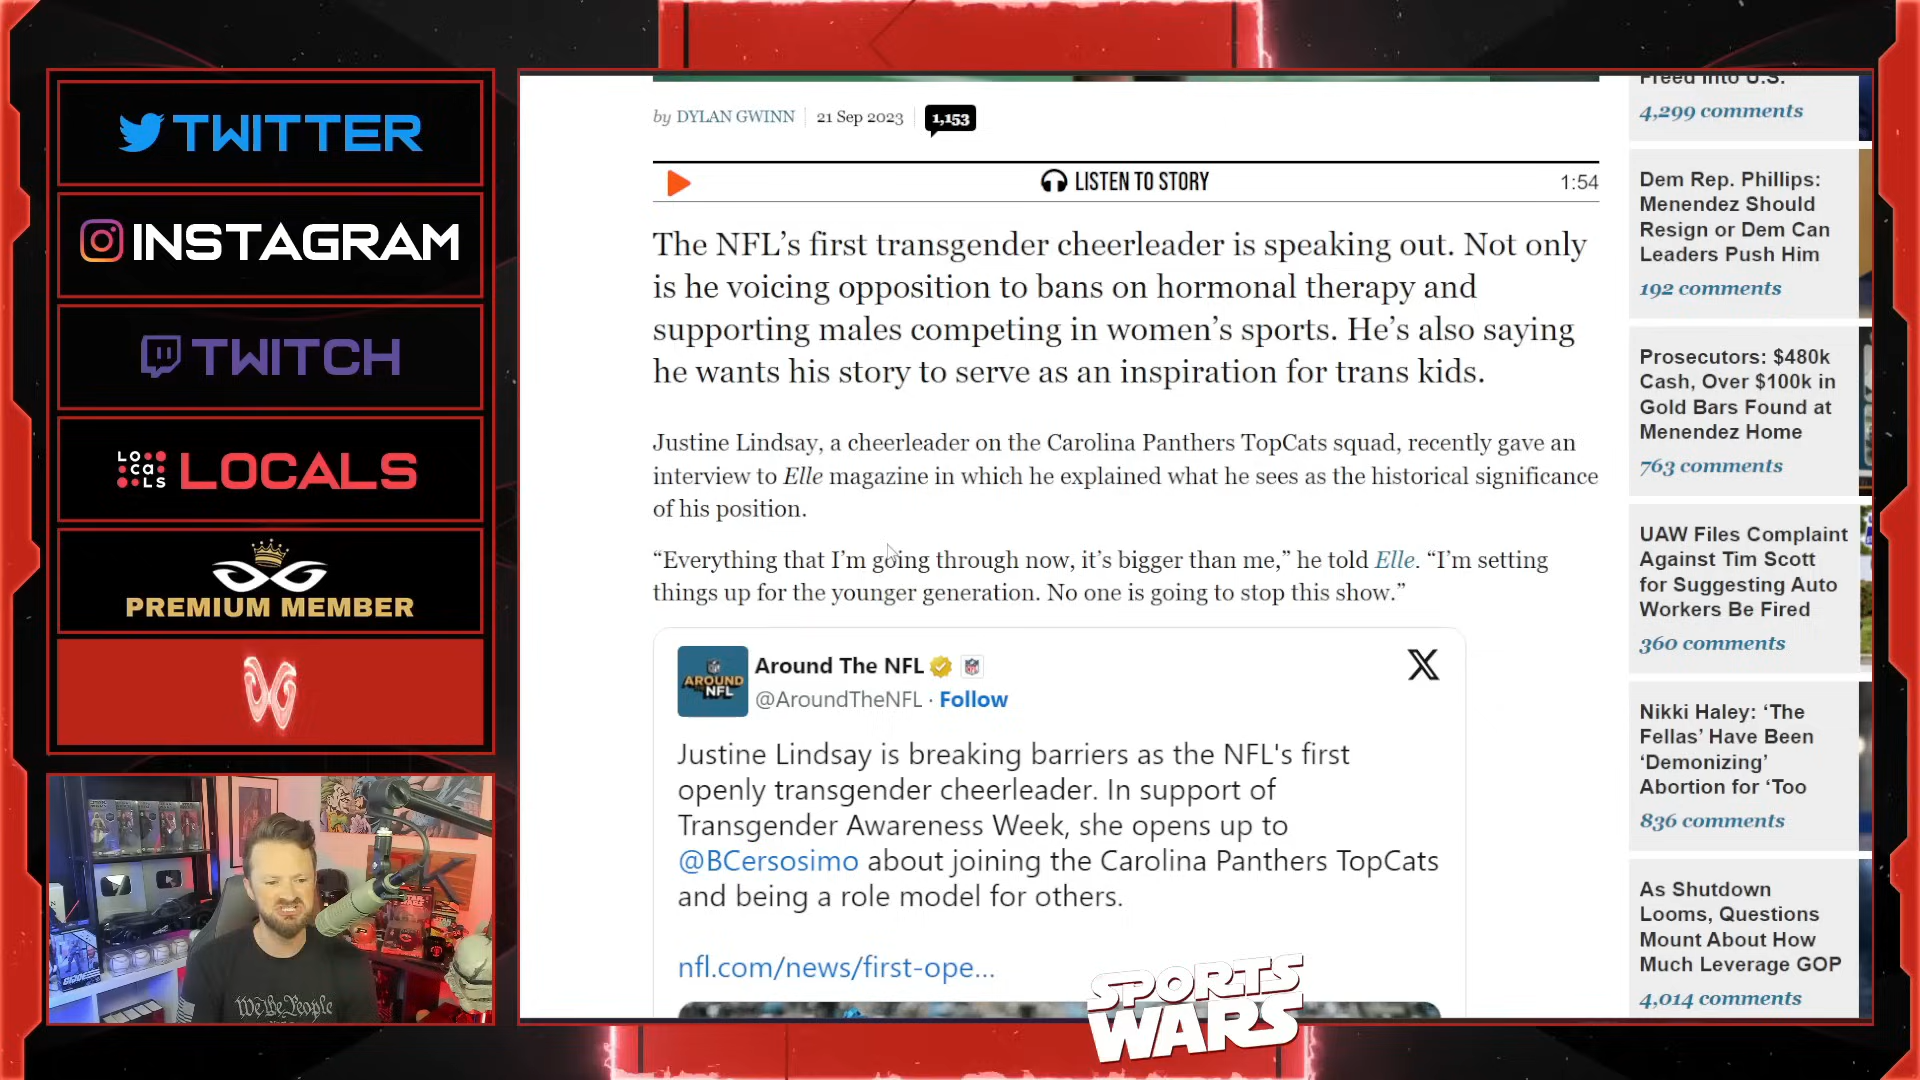 TWITTER
INSTAGRAM
TWITCH
LOCALS
LOCALS
PREMIUM MEMBER
We the People
by DYLAN GWINN
21 Sep 2023
1,153
LISTEN TO STORY
1:54
The NFL’s first transgender cheerleader is speaking out. Not only
is he voicing opposition to bans on hormonal therapy and
supporting males competing in women’s sports. He’s also saying
he wants his story to serve as an inspiration for trans kids.
Justine Lindsay, a cheerleader on the Carolina Panthers TopCats squad, recently gave an
interview to Elle magazine in which he explained what he sees as the historical significance
of his position.
“Everything that I’m going through now, it’s bigger than me,” he told Elle. “I’m setting
things up for the younger generation. No one is going to stop this show.”
AROUND
NFL
Around The NFL
@AroundTheNFL · Follow
X
Justine Lindsay is breaking barriers as the NFL's first
openly transgender cheerleader. In support of
Transgender Awareness Week, she opens up to
@BCersosimo about joining the Carolina Panthers TopCats
and being a role model for others.
nfl.com/news/first-ope...
SPORTS
WARS
Freed into U.S.
4,299 comments
Dem Rep. Phillips:
Menendez Should
Resign or Dem Can
Leaders Push Him
192 comments
Prosecutors: $480k
Cash, Over $100k in
Gold Bars Found at
Menendez Home
763 comments
UAW Files Complaint
Against Tim Scott
for Suggesting Auto
Workers Be Fired
360 comments
Nikki Haley: ‘The
Fellas’ Have Been
‘Demonizing’
Abortion for ‘Too
836 comments
As Shutdown
Looms, Questions
Mount About How
Much Leverage GOP
4,014 comments